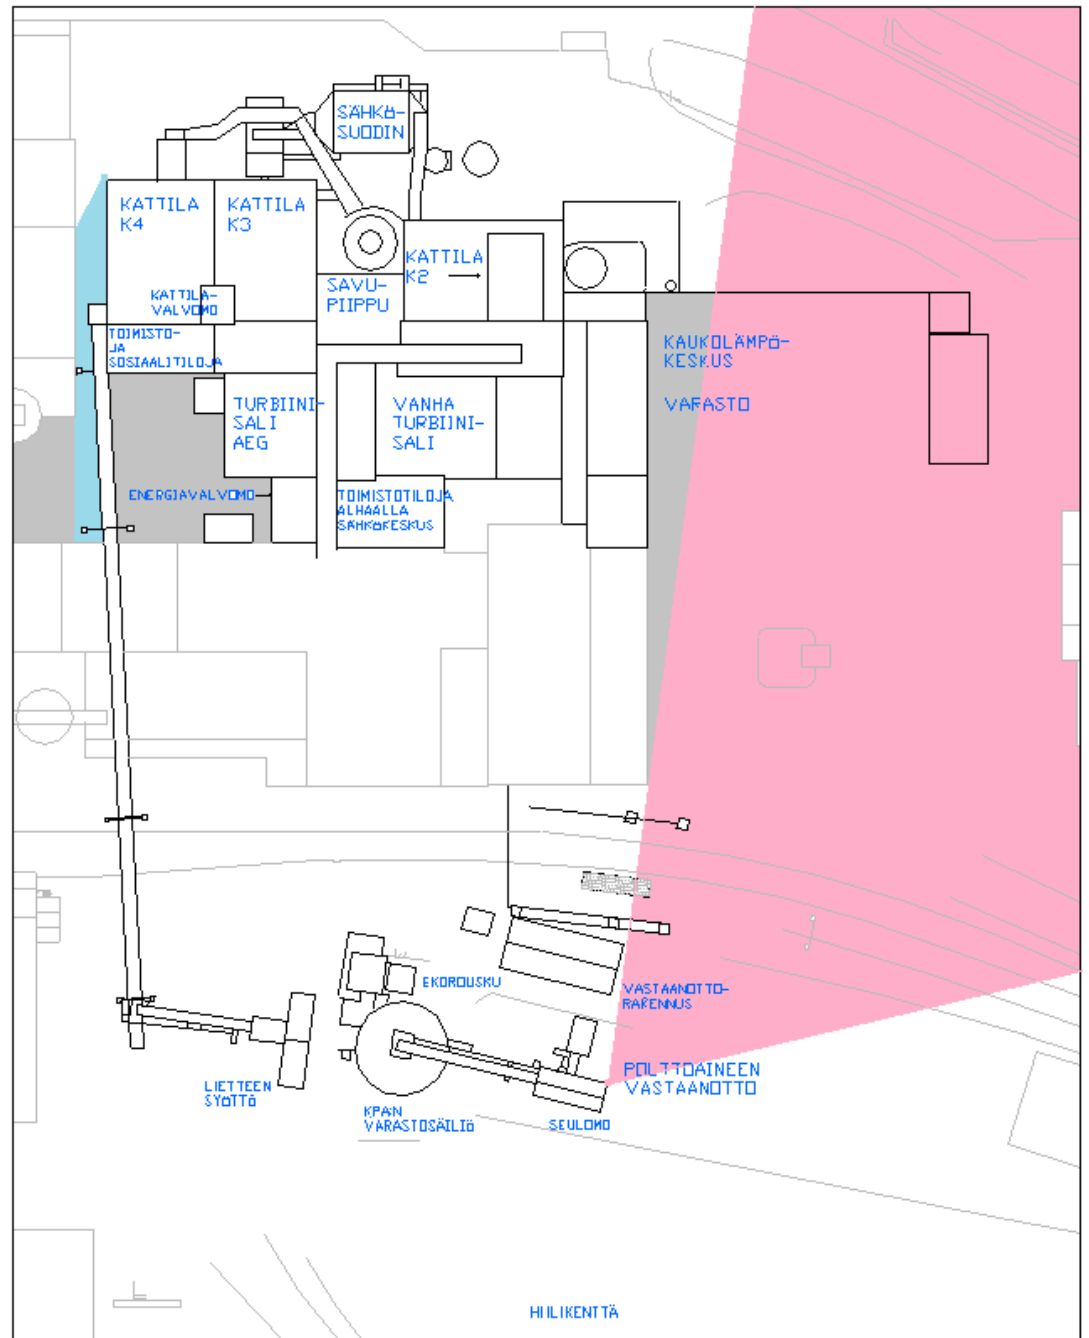 SÄHKÖ-
SUODIN
KATTILA
K4
KATTILA
K3
KATTILA
K2
SAVU-
PIIPPU
KATTILA-
VALVOMO
TOIMISTO-
JA
SOSIAALITILOJA
KAUKOLÄMPÖ-
KESKUS
VARASTO
TURBIINI-
SALI
AEG
VANHA
TURBIINI-
SALI
ENERGIAVALVOMO
TOIMISTOTILOJA
ALHAALLA
SÄHKÖKESKUS
EKOROUSKU
VASTAANOTTO-
RAKENNUS
POLTTOAINEEN
VASTAANOTTO
LIETTEEN
SYÖTTÖ
KPAN
VARASTOSÄILIÖ
SEULOMO
HIILIKENTTÄ